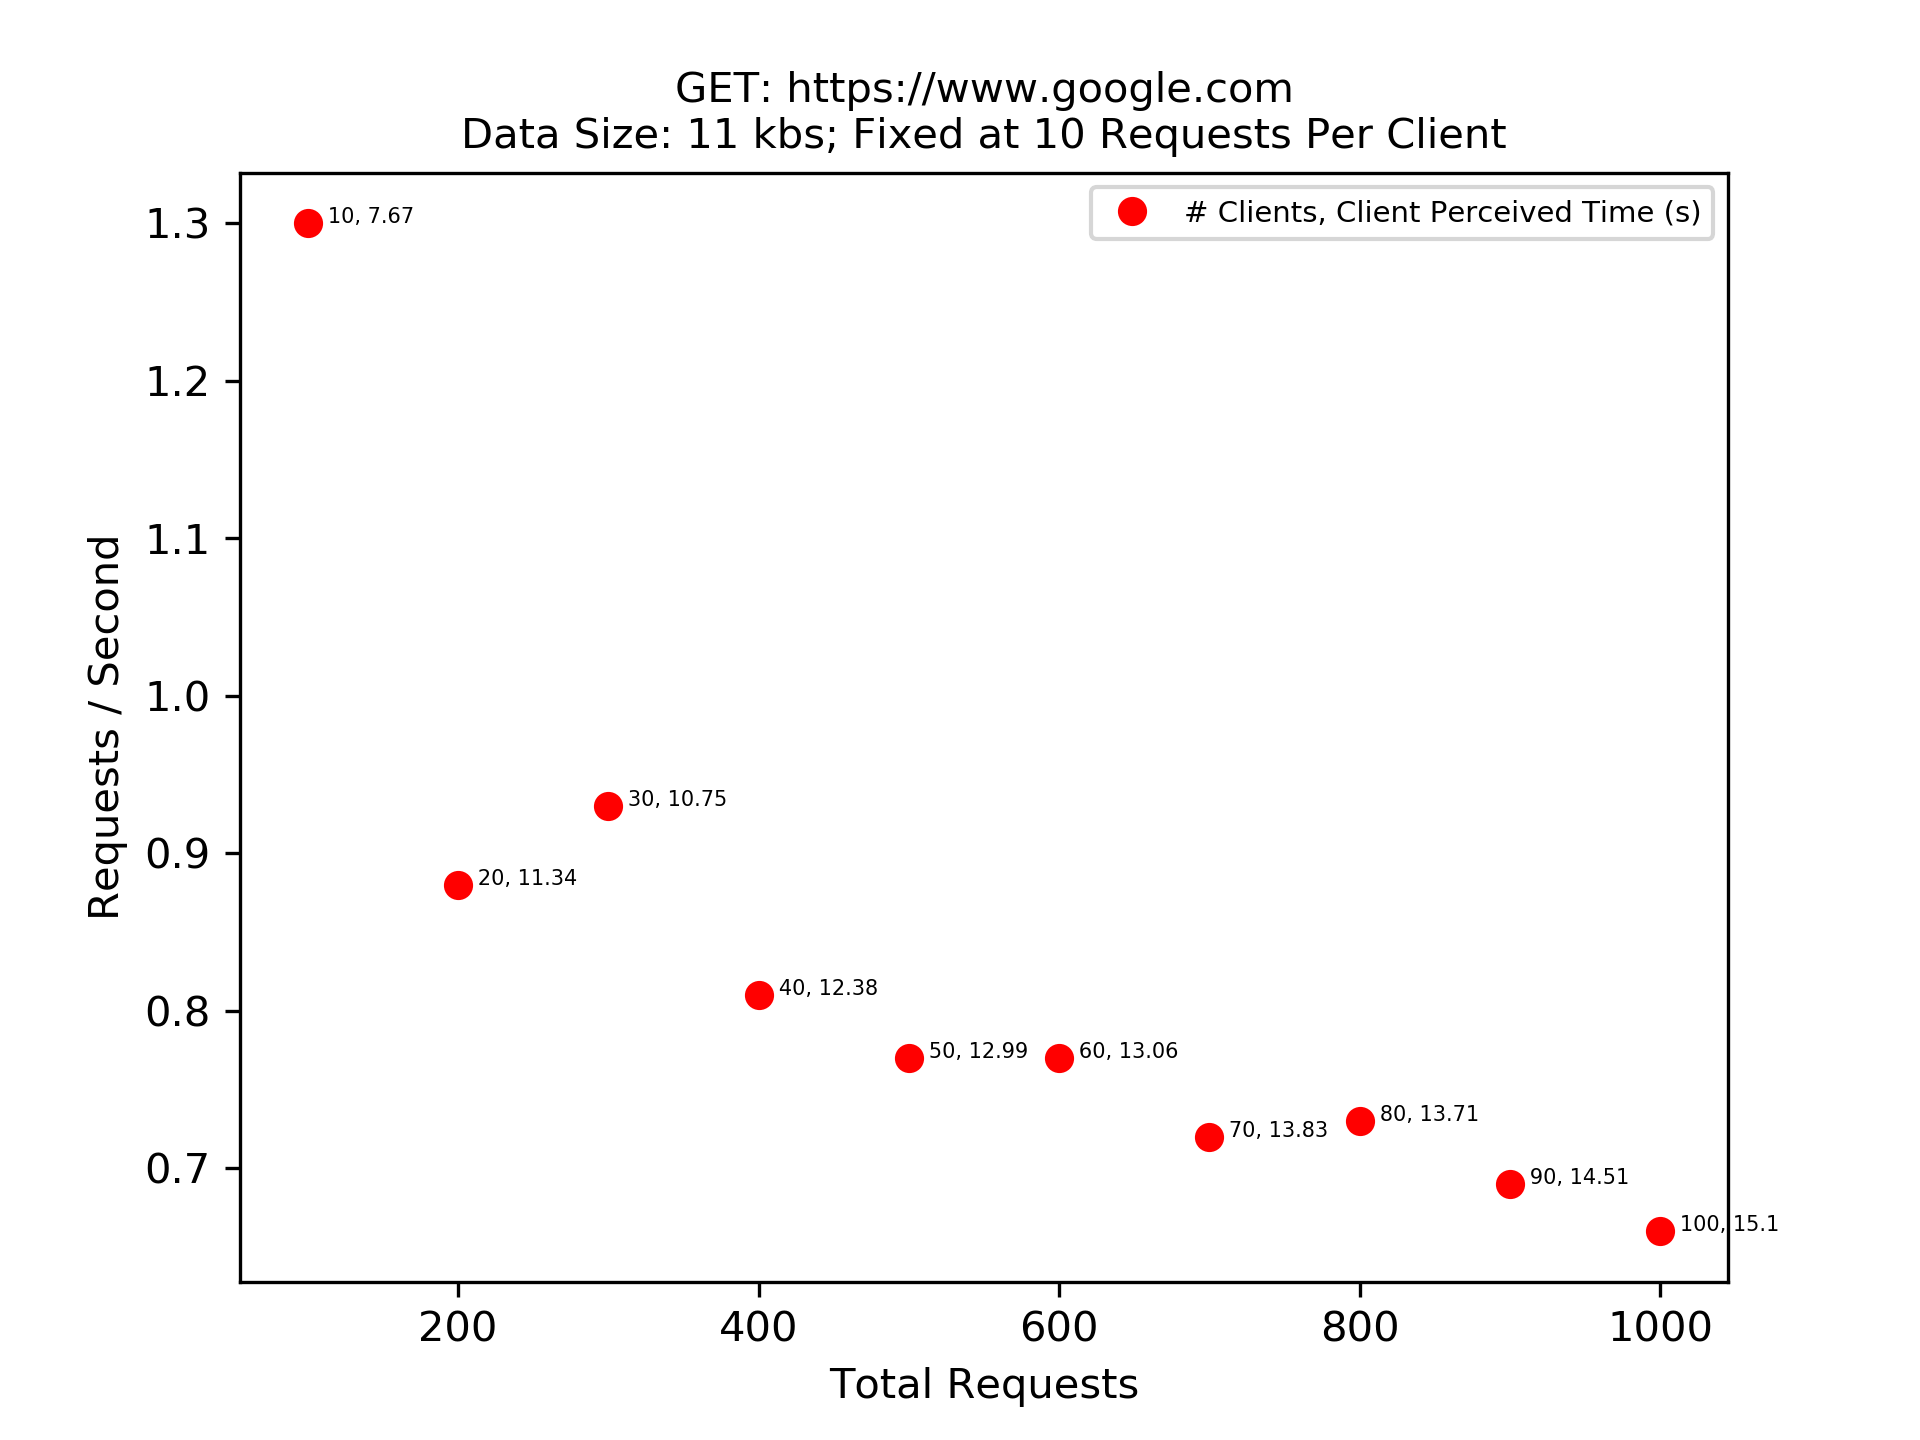 GET: https://www.google.com
Data Size: 11 kbs; Fixed at 10 Requests Per Client
# Clients, Client Perceived Time (s)
1.3
1.2
1.1
1.0
0.9
0.8
0.7
Requests / Second
10, 7.67
30, 10.75
20, 11.34
40, 12.38
50, 12.99
60, 13.06
70, 13.83
80, 13.71
90, 14.51
100, 15.1
200 400 600 800 1000
Total Requests